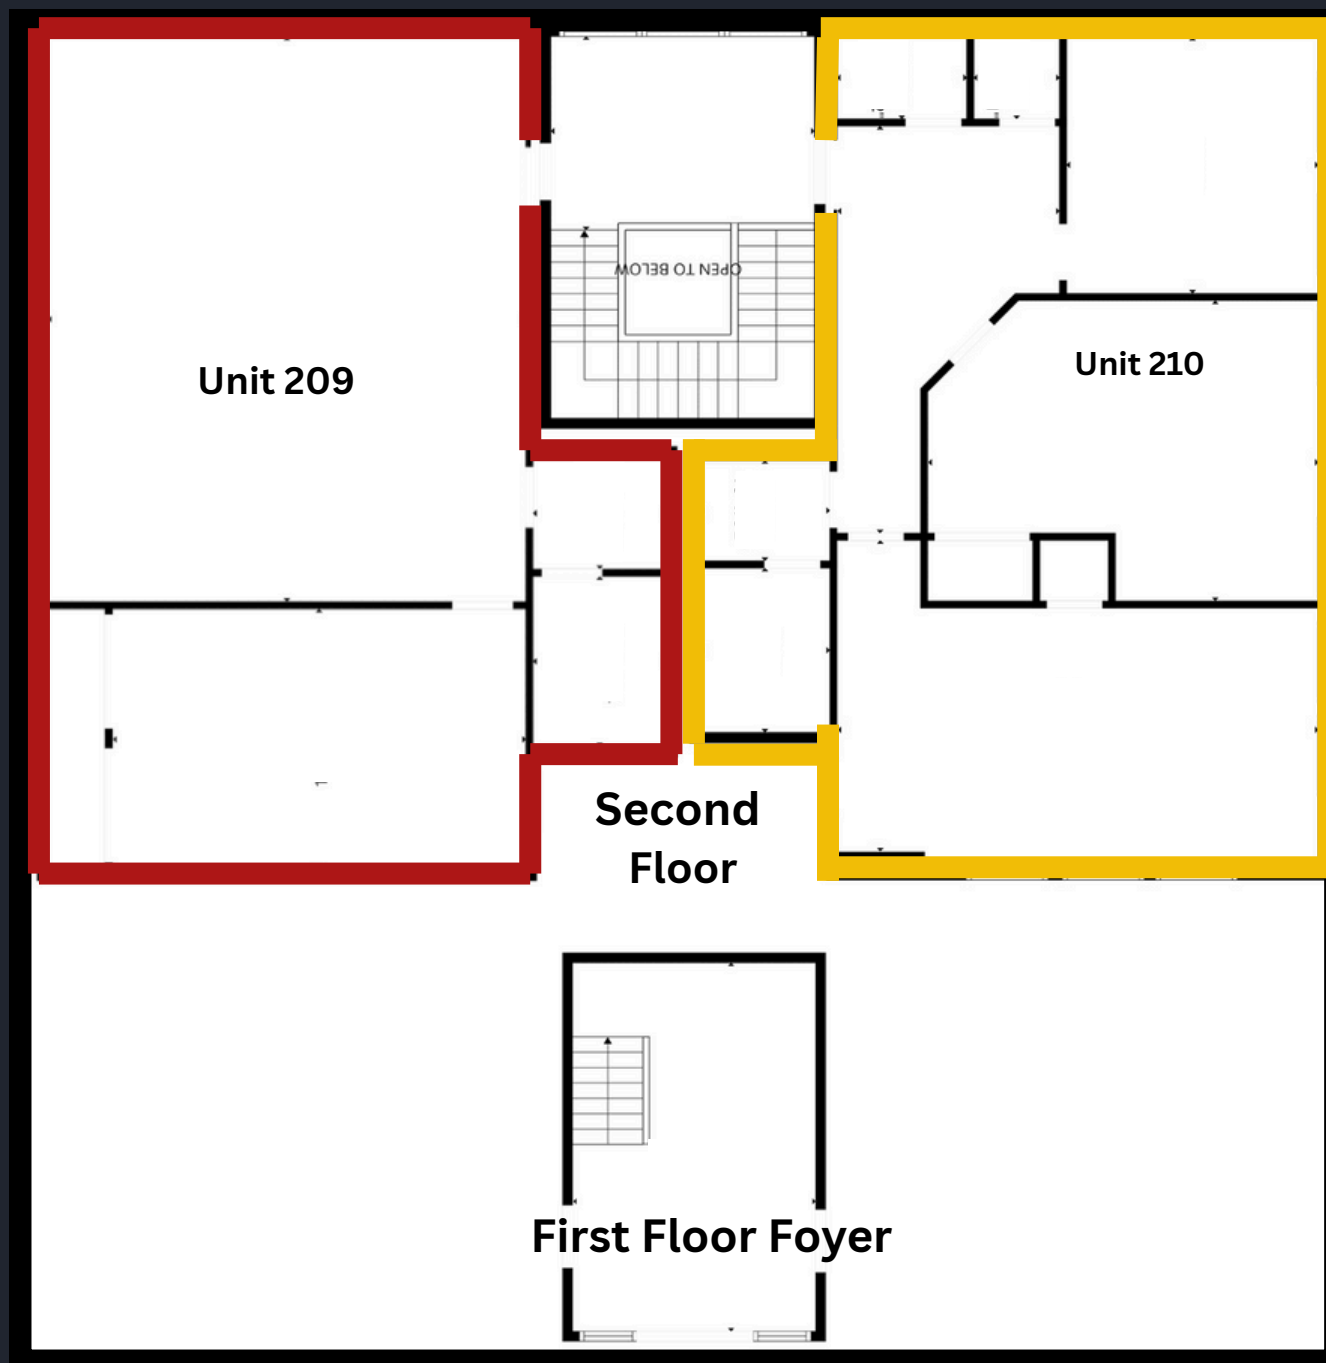 OPEN TO BELOW
Unit 209
Unit 210
Second
Floor
First Floor Foyer